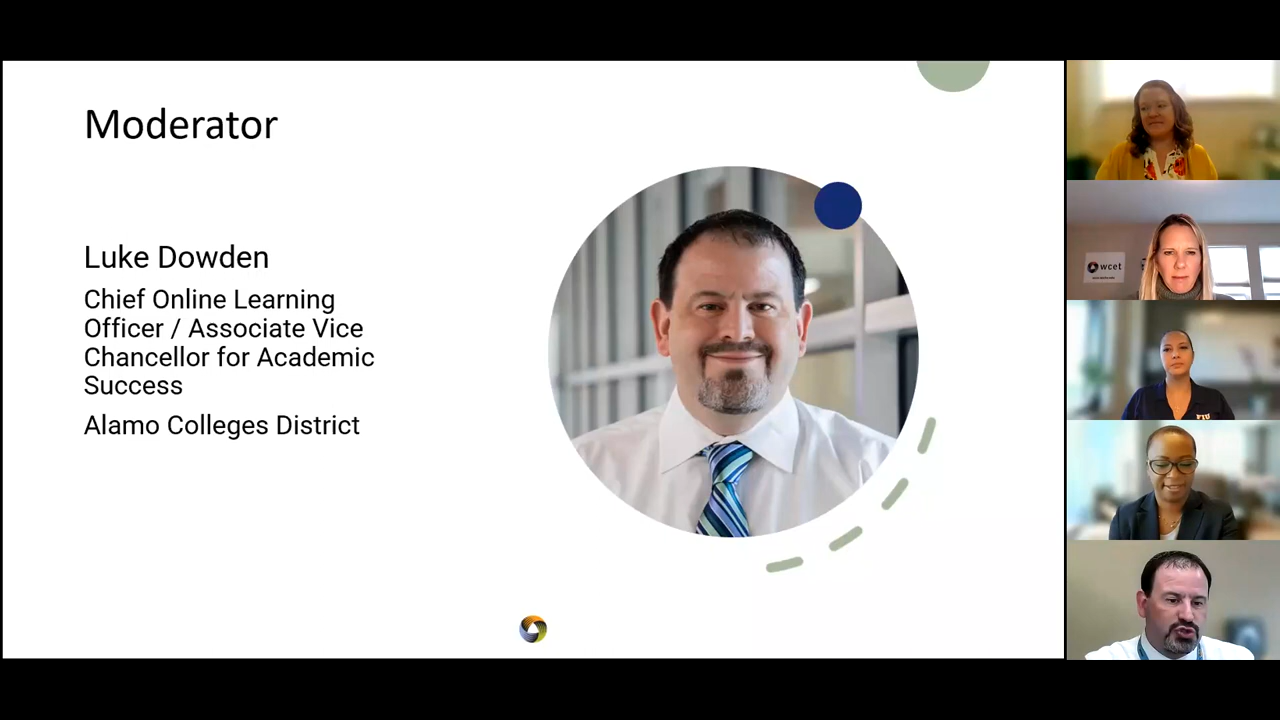 Moderator
Luke Dowden
Chief Online Learning
Officer / Associate Vice
Chancellor for Academic
Success
Alamo Colleges District
wcet
FIU